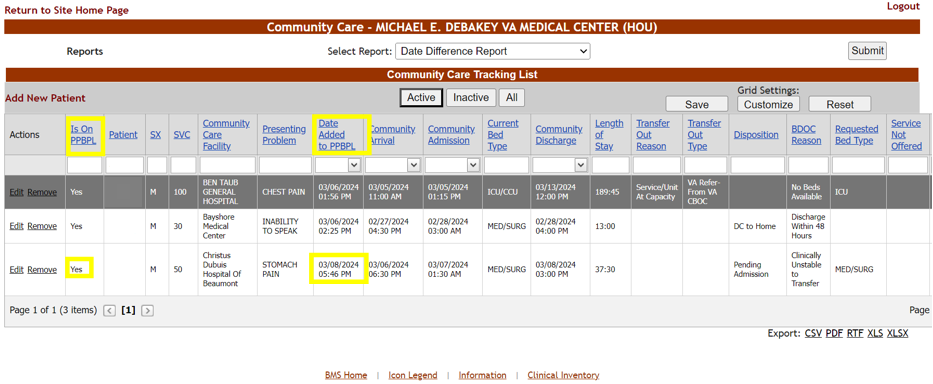 Return to Site Home Page
Logout
Community Care - MICHAEL E. DEBAKEY VA MEDICAL CENTER (HOU)
Reports
Select Report: Date Difference Report
Submit
Community Care Tracking List
Add New Patient
Active Inactive All
Grid Settings:
Save Customize Reset
Actions
Is On
PPBPL
Patient
SX
SVC
Community
Care
Facility
Presenting
Problem
Date
Added
to PPBPL
Community
Arrival
Community
Admission
Current
Bed
Type
Community
Discharge
Length
of
Stay
Transfer
Out
Reason
Transfer
Out
Type
Disposition
BDOC
Reason
Requested
Bed Type
Service
Not
Offered
Edit Remove
Yes
M
100
BEN TAUB
GENERAL
HOSPITAL
CHEST PAIN
03/06/2024
01:56 PM
03/05/2024
11:00 AM
03/05/2024
01:15 PM
ICU/CCU
03/13/2024
12:00 PM
189:45
Service/Unit
At Capacity
VA Refer-
From VA
CBOC
No Beds
Available
ICU
Edit Remove
Yes
M
30
Bayshore
Medical
Center
INABILITY
TO SPEAK
03/06/2024
02:25 PM
02/27/2024
04:30 PM
02/28/2024
03:00 AM
MED/SURG
02/28/2024
04:00 PM
13:00
DC to Home
Discharge
Within 48
Hours
Edit Remove
Yes
M
50
Christus
Dubuis
Hospital Of
Beaumont
STOMACH
PAIN
03/08/2024
05:46 PM
03/06/2024
06:30 PM
03/07/2024
01:30 AM
MED/SURG
03/08/2024
03:00 PM
37:30
Pending
Admission
Clinically
Unstable
to
Transfer
MED/SURG
Page 1 of 1 (3 items) < [1] >
Page
Export: CSV PDF RTF XLS XLSX
BMS Home | Icon Legend | Information | Clinical Inventory